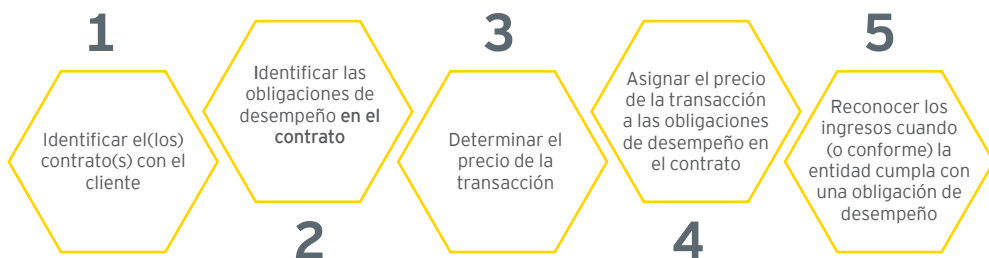 1
Identificar el(los)
contrato(s) con el
cliente
Identificar las
obligaciones de
desempeño en el
contrato
2
3
Determinar el
precio de la
transacción
Asignar el precio
de la transacción
a las obligaciones
de desempeño en
el contrato
4
5
Reconocer los
ingresos cuando
(o conforme) la
entidad cumpla con
una obligación de
desempeño